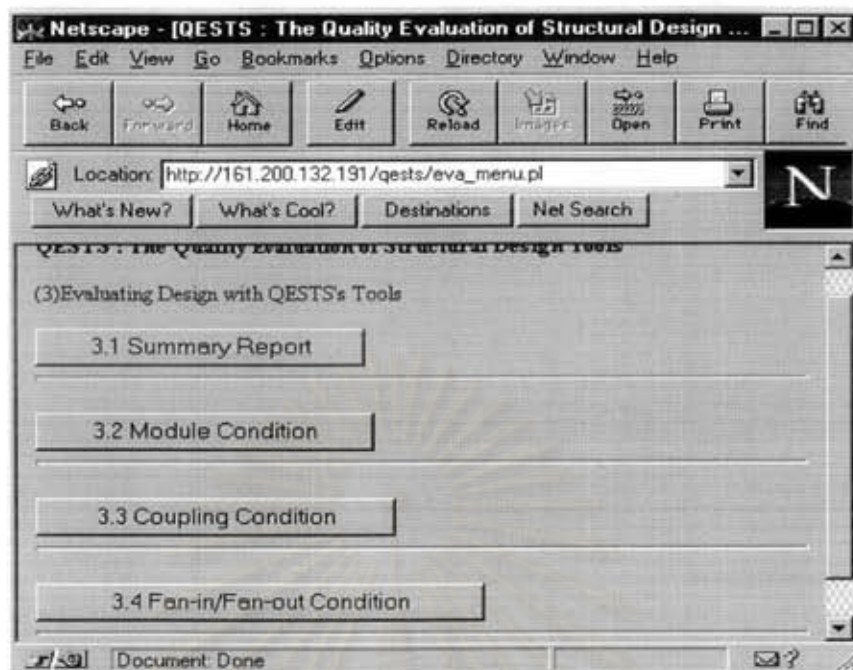 Netscape - [QESTS : The Quality Evaluation of Structural Design ...
File Edit View Go Bookmarks Options Directory Window Help
Back Forward Home Edit Reload Images Open Print Find
Location: http://161.200.132.191/qests/eva_menu.pl
N
What's New? What's Cool? Destinations Net Search
QESTS : The Quality Evaluation of Structural Design Tools
(3)Evaluating Design with QESTS's Tools
3.1 Summary Report
3.2 Module Condition
3.3 Coupling Condition
3.4 Fan-in/Fan-out Condition
Document: Done
?